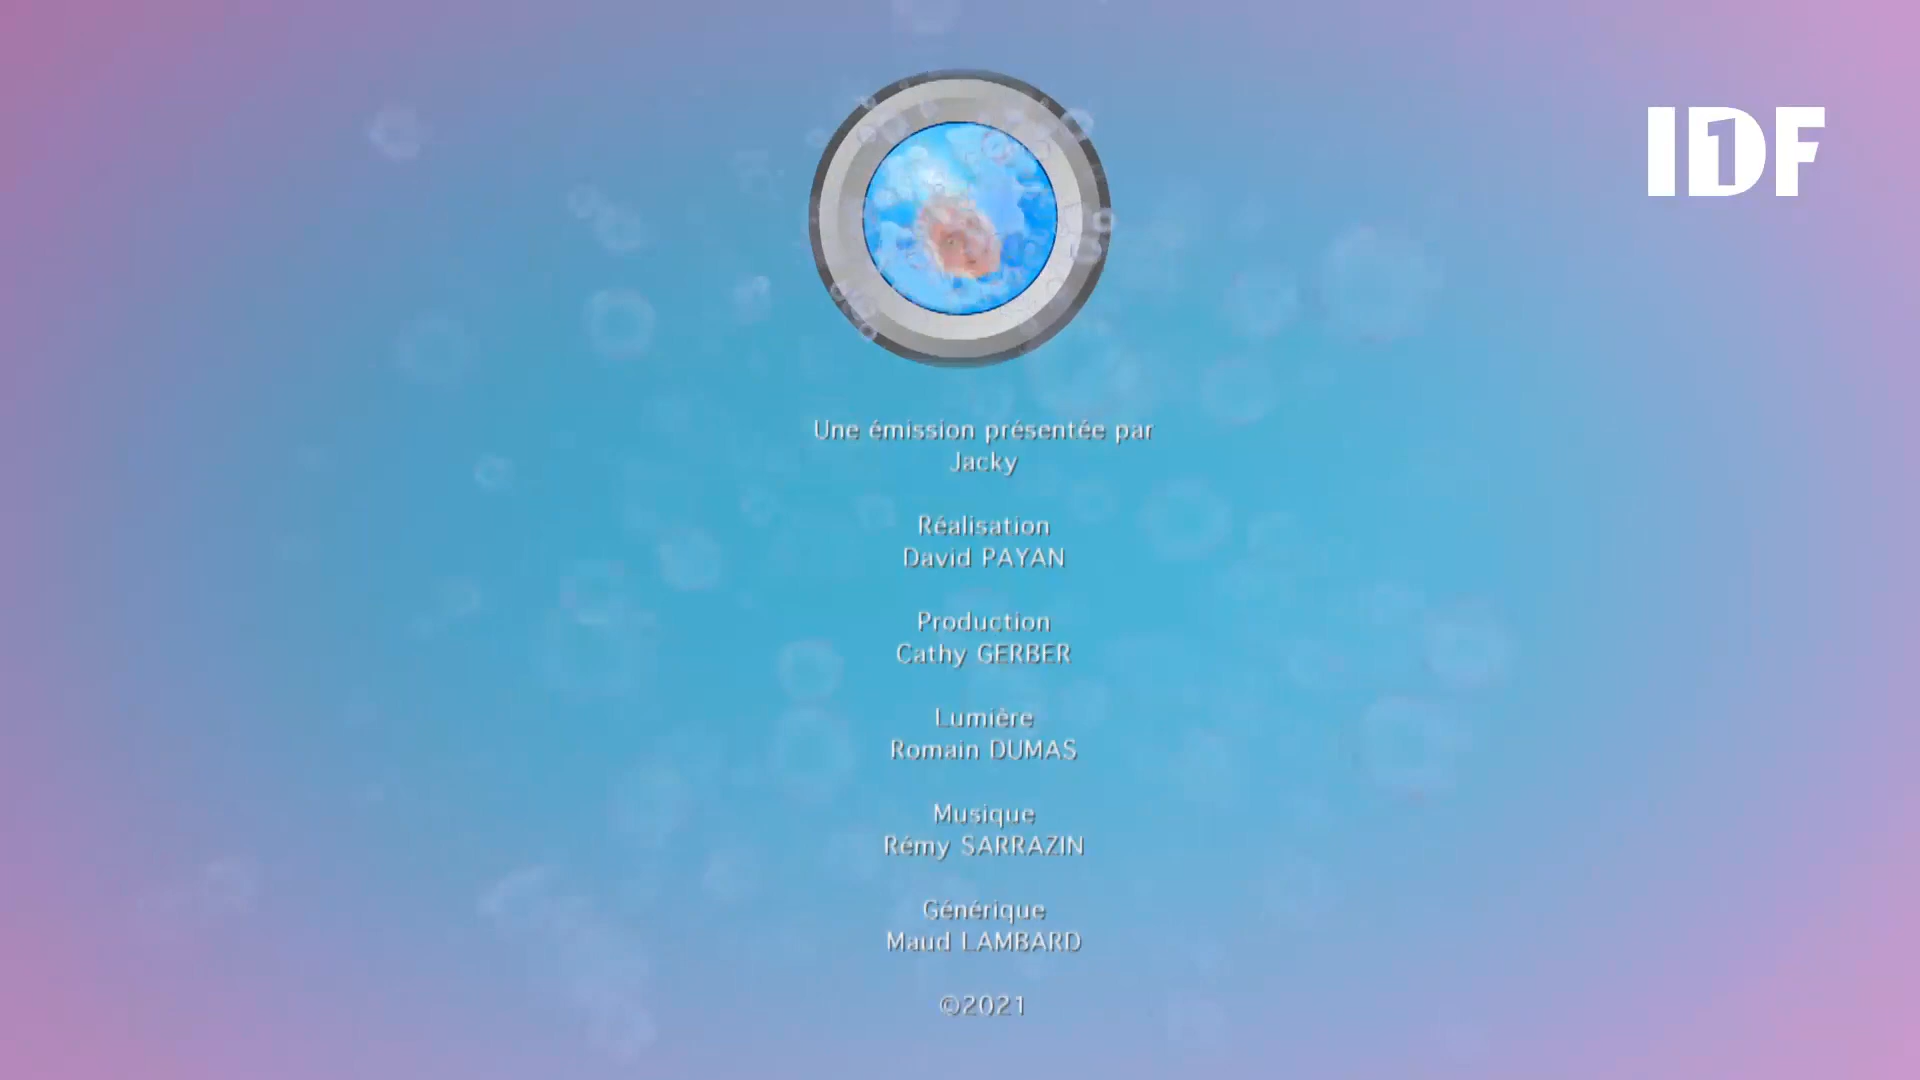 ID1F
Une émission présentée par
Jacky
Réalisation
David PAYAN
Production
Cathy GERBER
Lumière
Romain DUMAS
Musique
Rémy SARRAZIN
Générique
Maud LAMBARD
©2021